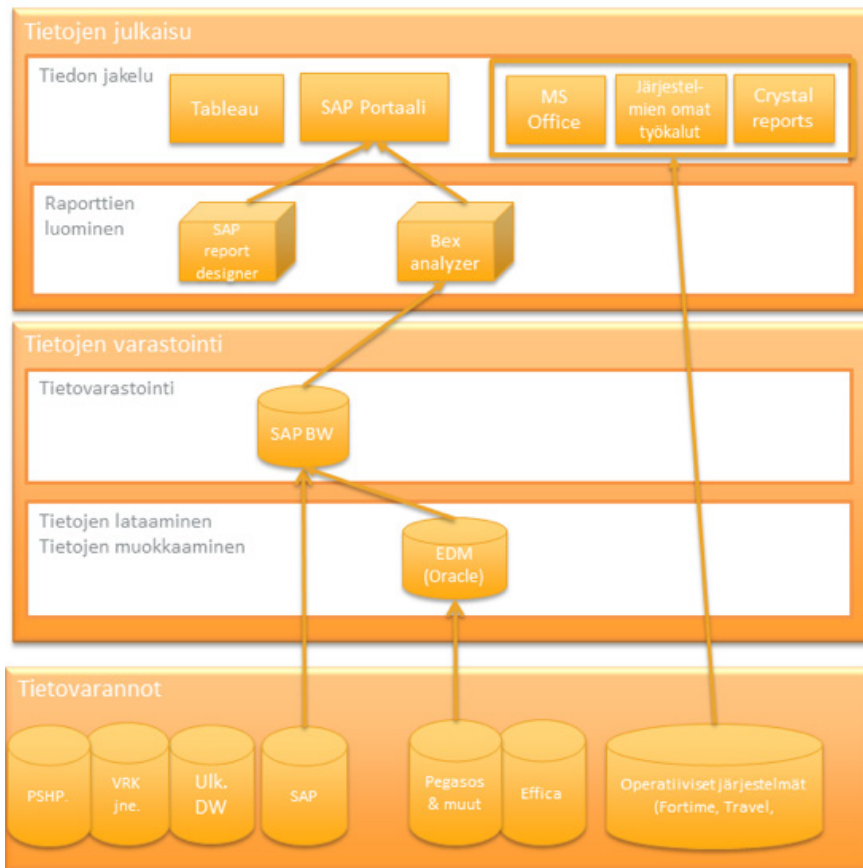 Tietojen julkaisu
Tiedon jakelu
Tableau
SAP Portaali
MS
Office
Järjestel-
mien omat
työkalut
Crystal
reports
Raporttien
luominen
SAP
report
designer
Bex
analyzer
Tietojen varastointi
Tietovarastointi
SAP BW
Tietojen lataaminen
Tietojen muokkaaminen
EDM
(Oracle)
Tietovarannot
PSHP.
VRK
jne.
Ulk.
DW
SAP
Pegasos
& muut
Effica
Operatiiviset järjestelmät
(Fortime, Travel,